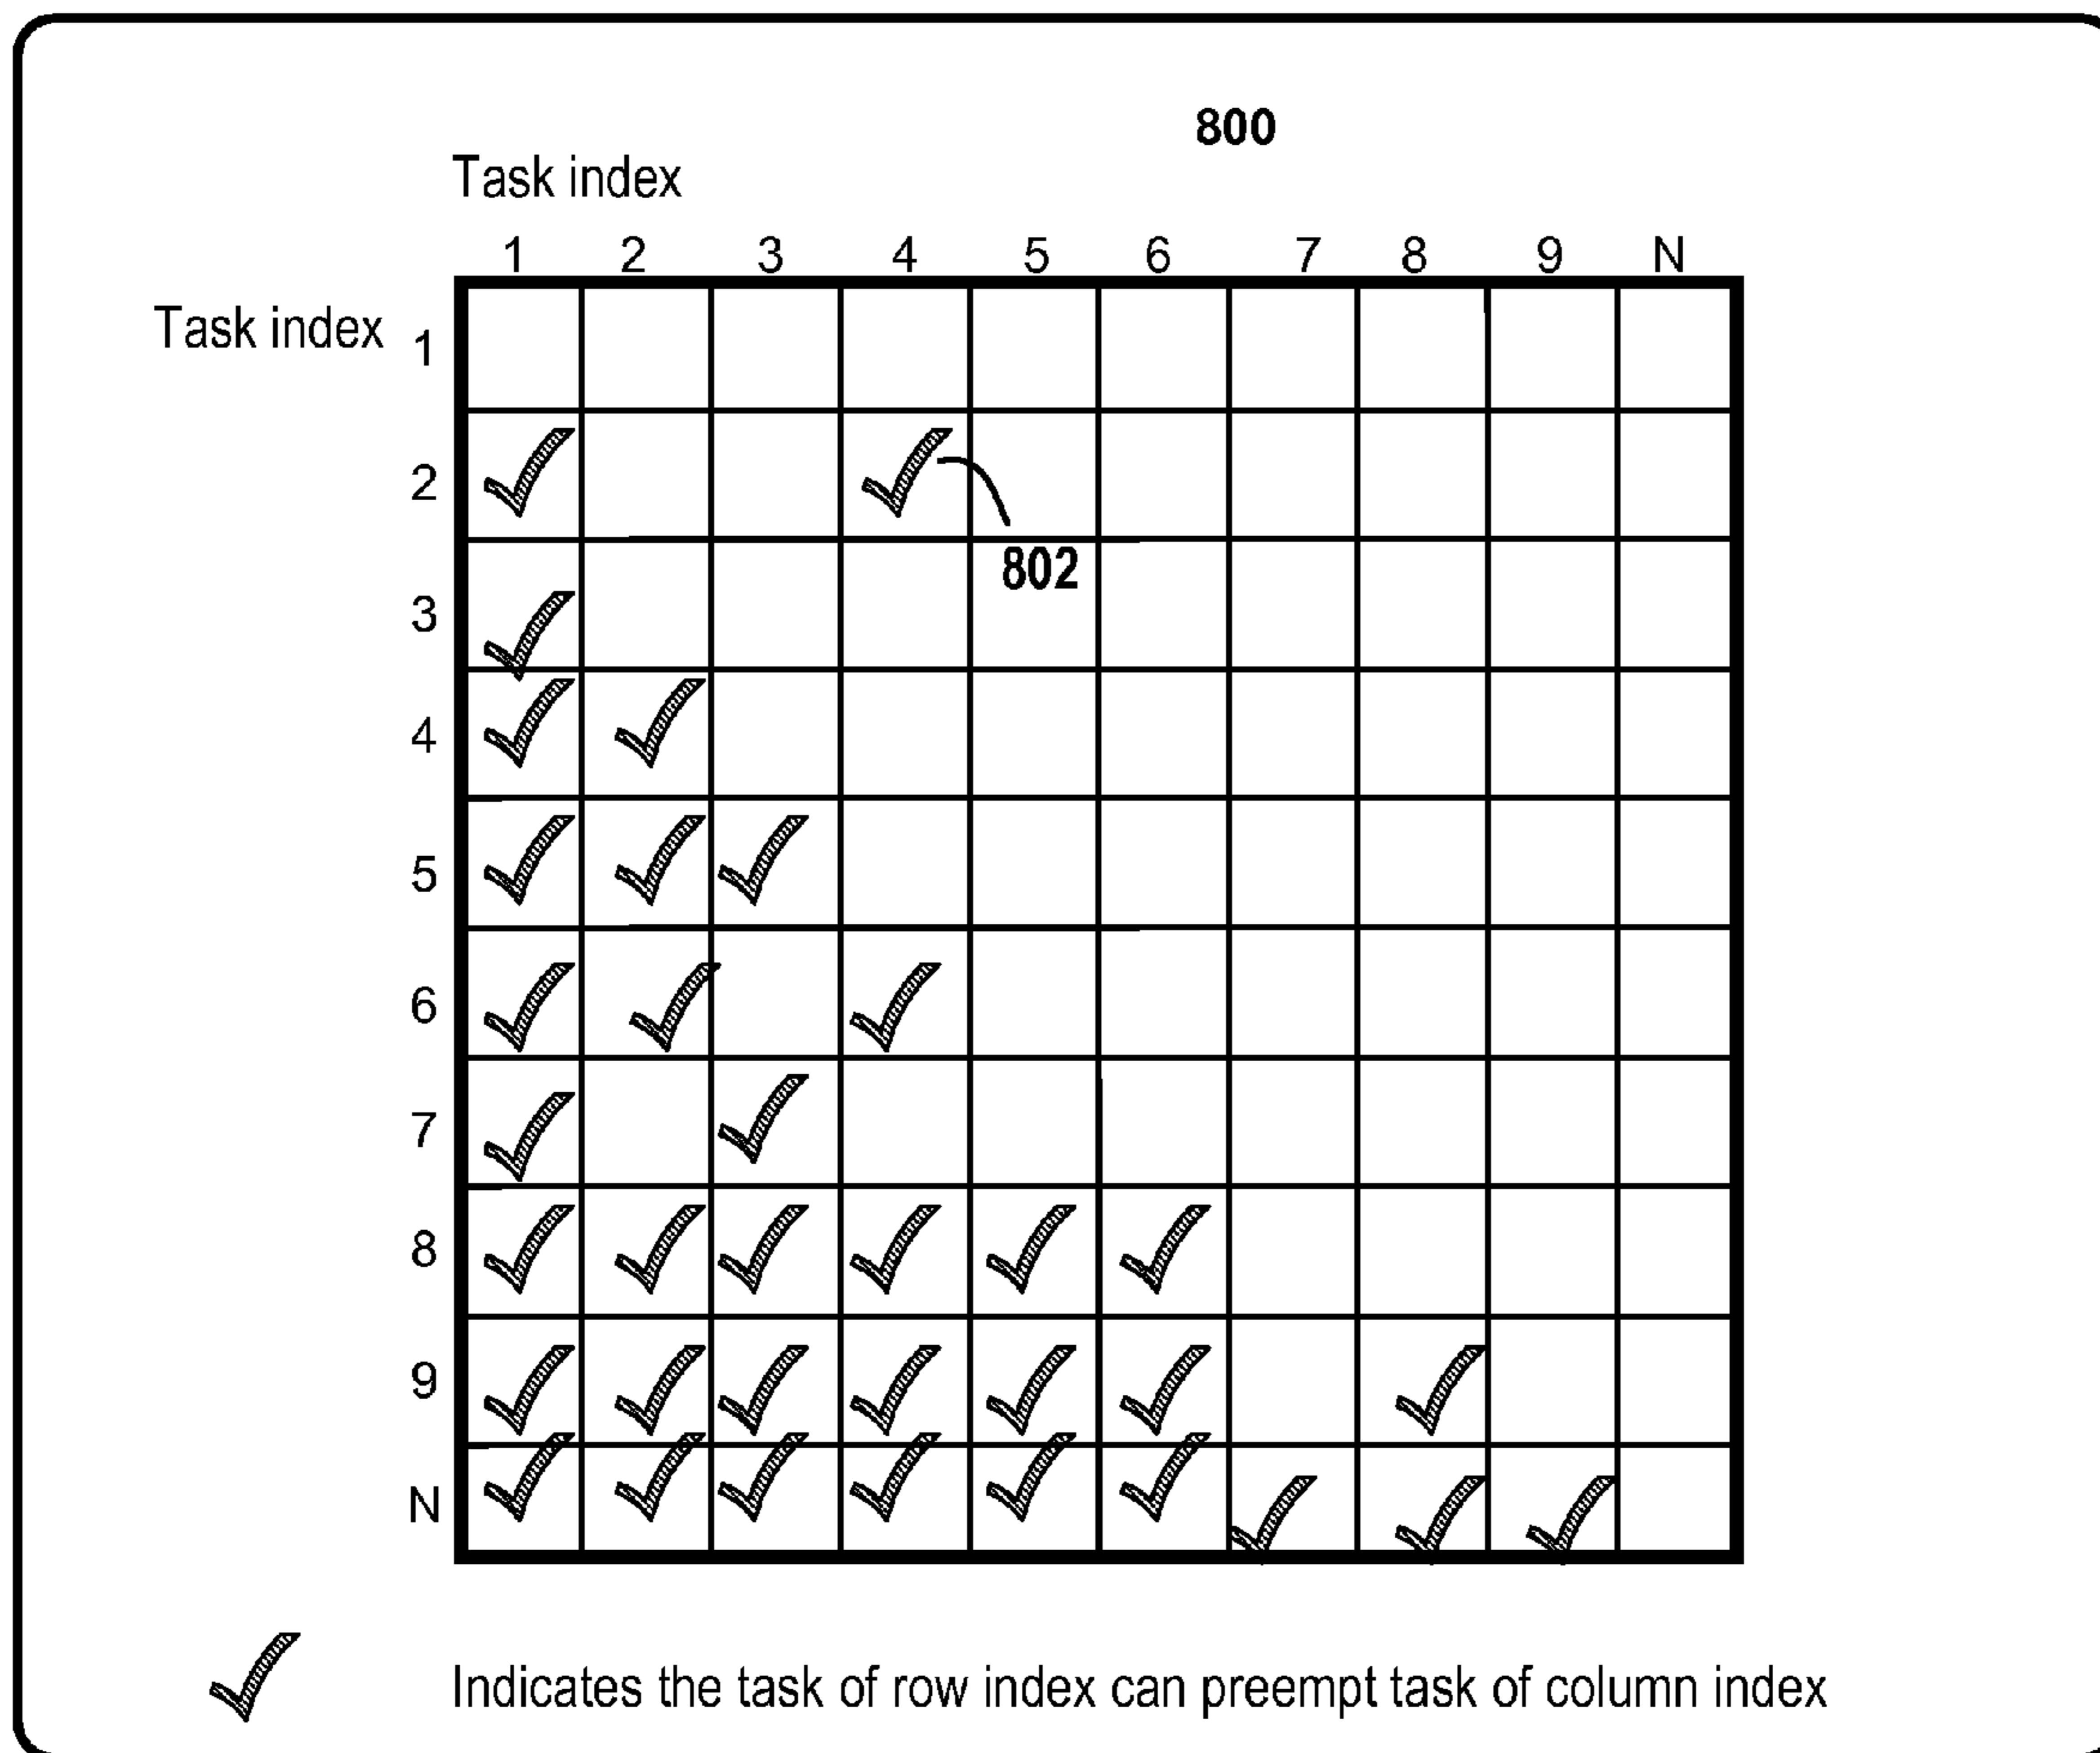 800
Task index
1 2 3 4 5 6 7 8 9 N
Task index 1
2
802
3
4
5
6
7
8
9
N
Indicates the task of row index can preempt task of column index